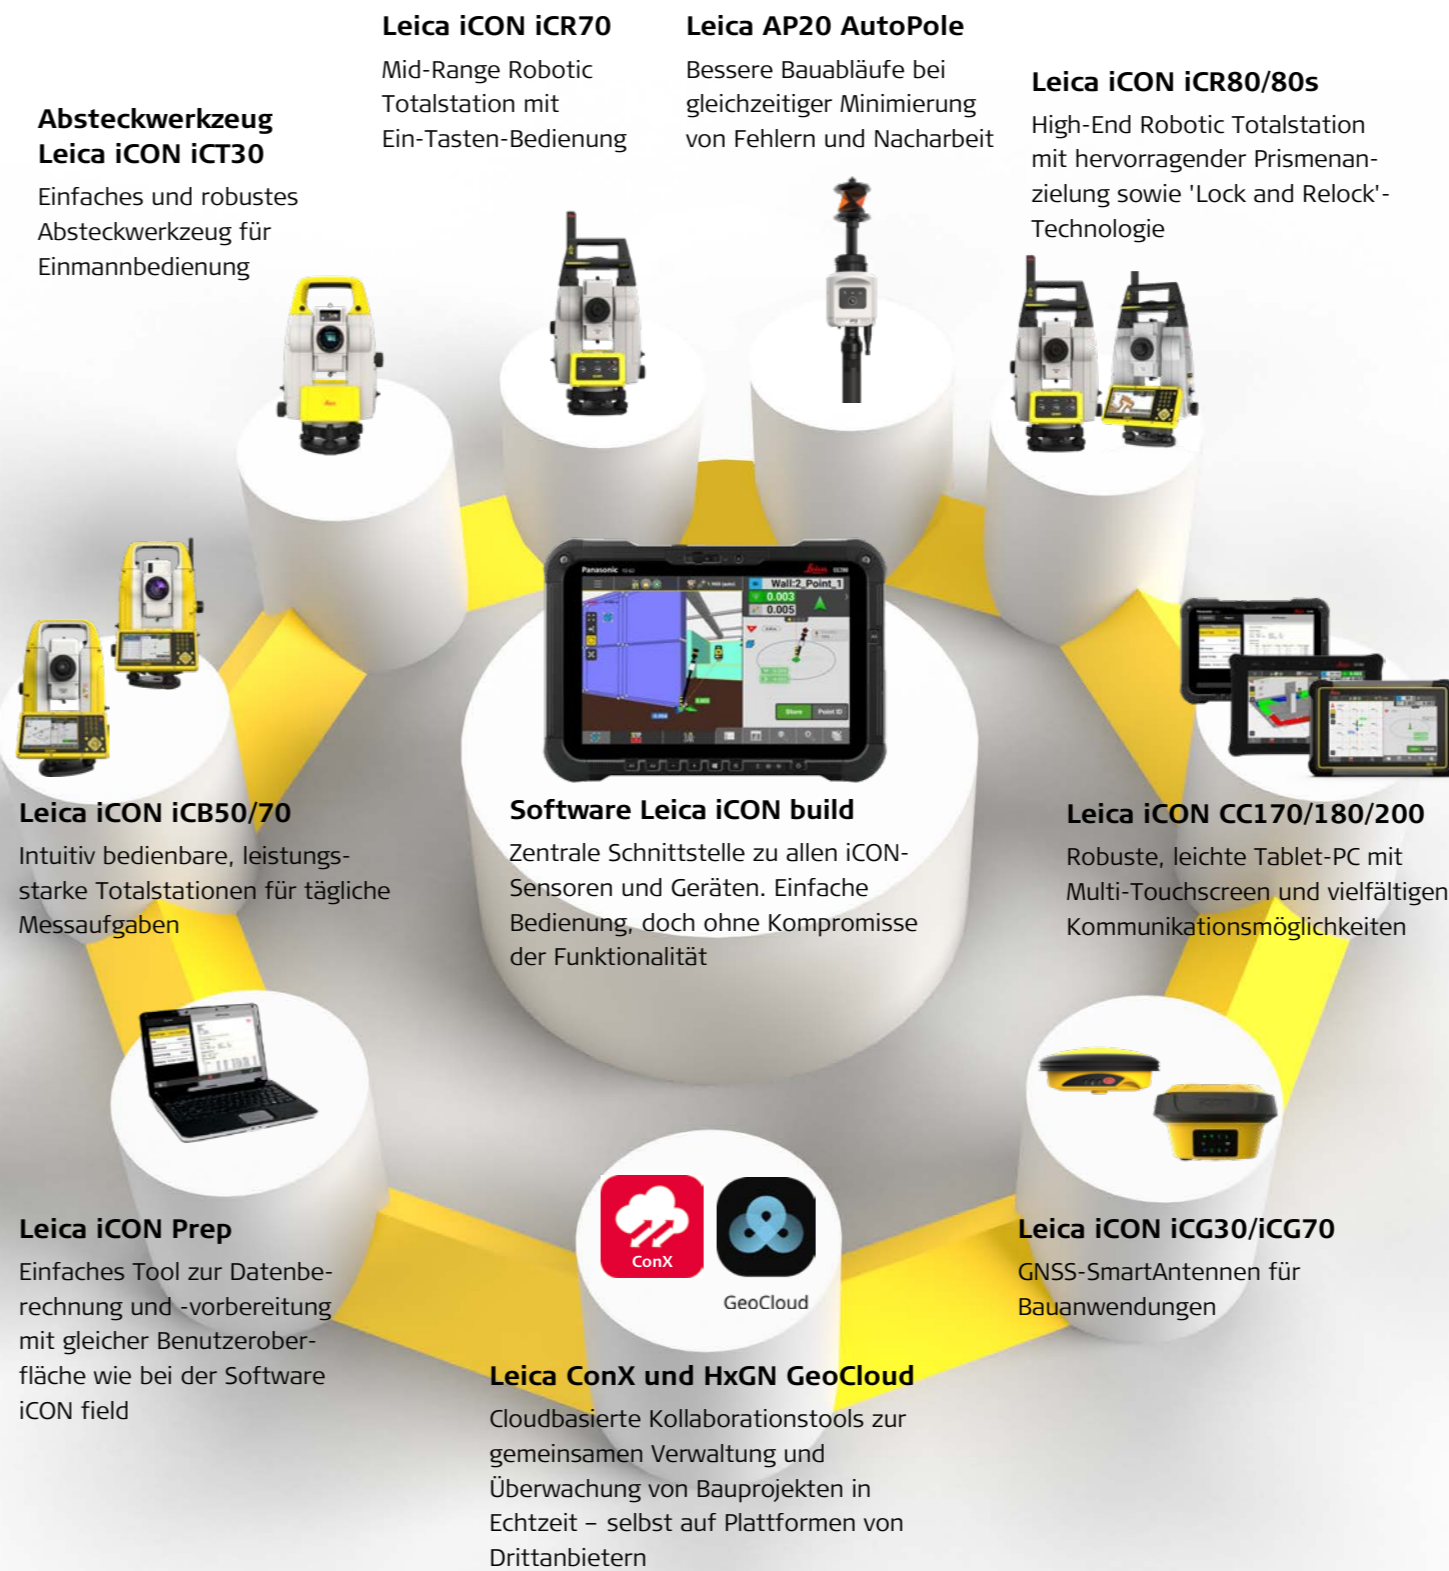 Leica iCON iCR70
Mid-Range Robotic
Totalstation mit
Ein-Tasten-Bedienung
Leica AP20 AutoPole
Bessere Bauabläufe bei
gleichzeitiger Minimierung
von Fehlern und Nacharbeit
Leica iCON iCR80/80s
High-End Robotic Totalstation
mit hervorragender Prismenan-
zielung sowie 'Lock and Relock'-
Technologie
Absteckwerkzeug
Leica iCON iCT30
Einfaches und robustes
Absteckwerkzeug für
Einmannbedienung
Panasonic
Leica
Wall:2_Point_1
0.003
0.005
Share
Point ID
Leica iCON iCB50/70
Intuitiv bedienbare, leistungs-
starke Totalstationen für tägliche
Messaufgaben
Software Leica iCON build
Zentrale Schnittstelle zu allen iCON-
Sensoren und Geräten. Einfache
Bedienung, doch ohne Kompromisse
der Funktionalität
Leica iCON CC170/180/200
Robuste, leichte Tablet-PC mit
Multi-Touchscreen und vielfältigen
Kommunikationsmöglichkeiten
Leica iCON Prep
Einfaches Tool zur Datenbe-
rechnung und -vorbereitung
mit gleicher Benutzerober-
fläche wie bei der Software
iCON field
ConX
GeoCloud
Leica ConX und HxGN GeoCloud
Cloudbasierte Kollaborationstools zur
gemeinsamen Verwaltung und
Überwachung von Bauprojekten in
Echtzeit – selbst auf Plattformen von
Drittanbietern
Leica iCON iCG30/iCG70
GNSS-SmartAntennen für
Bauanwendungen